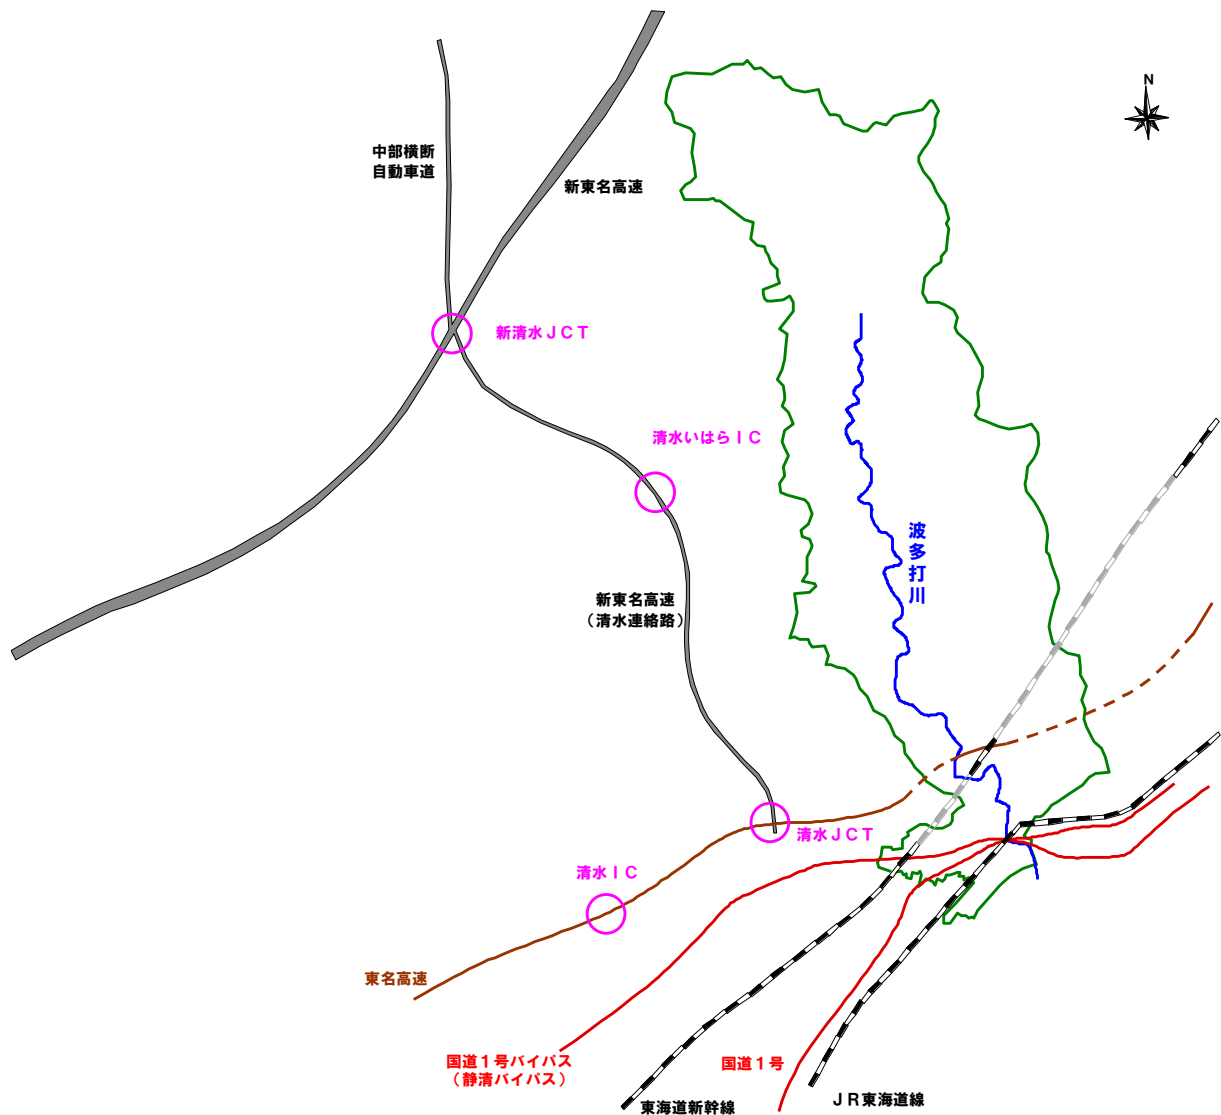 N
中部横断
自動車道
新東名高速
新清水ＪＣＴ
清水いはらＩＣ
波多打川
新東名高速
（清水連絡路）
清水ＪＣＴ
清水ＩＣ
東名高速
国道１号バイパス
（静清バイパス）
国道１号
東海道新幹線
ＪＲ東海道線